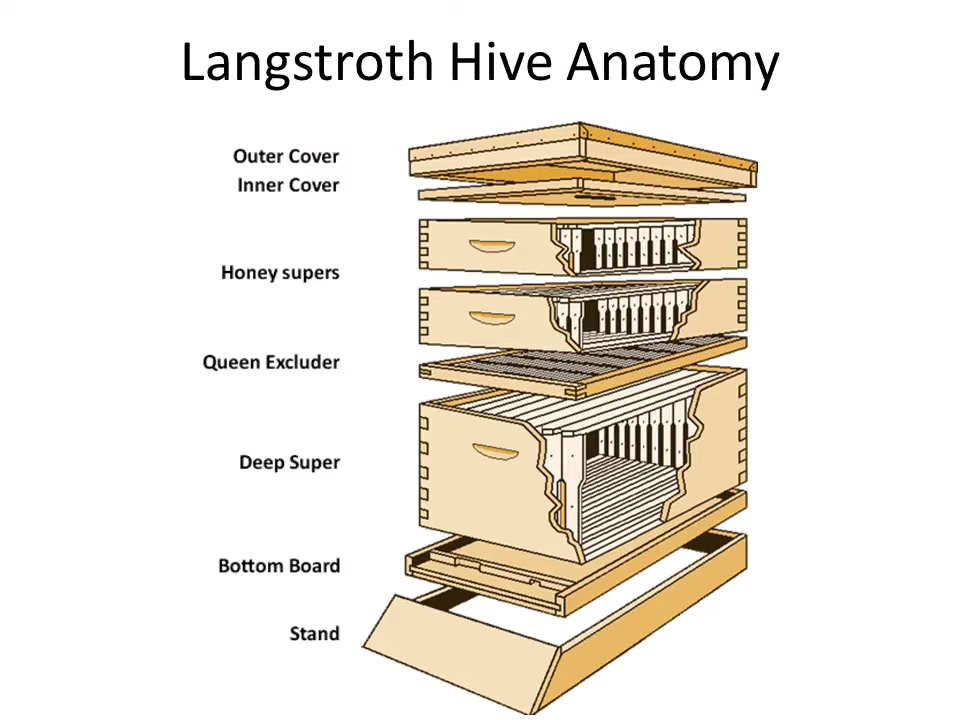 Langstroth Hive Anatomy
Outer Cover
Inner Cover
Honey supers
Queen Excluder
Deep Super
Bottom Board
Stand